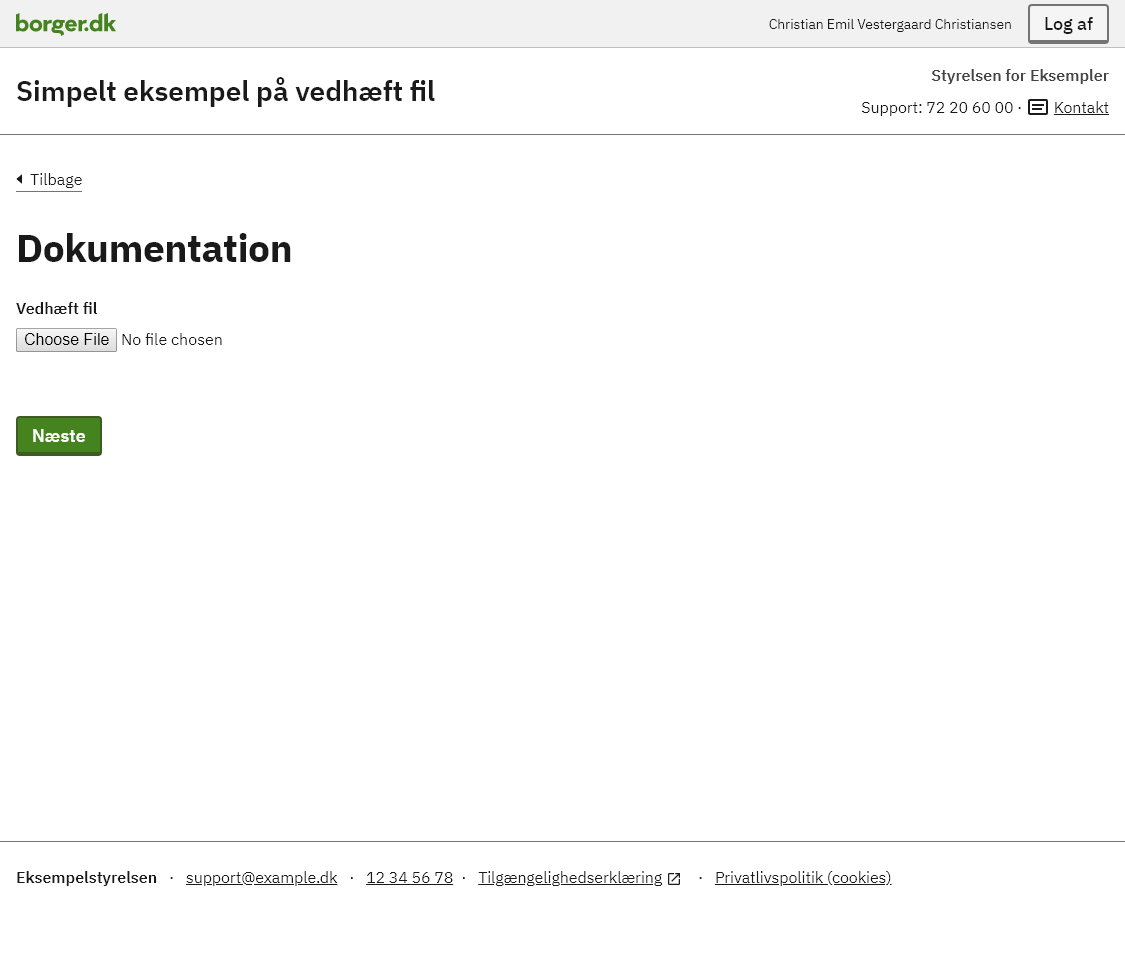 borger.dk
Christian Emil Vestergaard Christiansen
Log af
Simpelt eksempel på vedhæft fil
Styrelsen for Eksempler
Support: 72 20 60 00 · Kontakt
Tilbage
Dokumentation
Vedhæft fil
Choose File No file chosen
Næste
Eksempelstyrelsen · support@example.dk · 12 34 56 78 · Tilgængelighedserklæring · Privatlivspolitik (cookies)